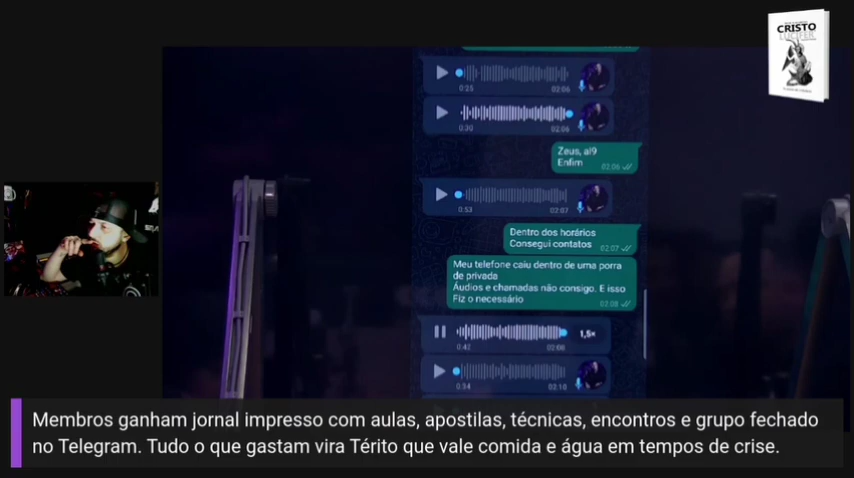 CRISTO
LUCIFER
0:25 02:06
0:30 02:06
Zeus, al9
Enfim 02:06
0:53 02:07
Dentro dos horários
Consegui contatos 02:07
Meu telefone caiu dentro de uma porra
de privada
Áudios e chamadas não consigo. E isso
Fiz o necessário 02:08
1,5×
0:42 02:08
0:34 02:10
Membros ganham jornal impresso com aulas, apostilas, técnicas, encontros e grupo fechado
no Telegram. Tudo o que gastam vira Térito que vale comida e água em tempos de crise.